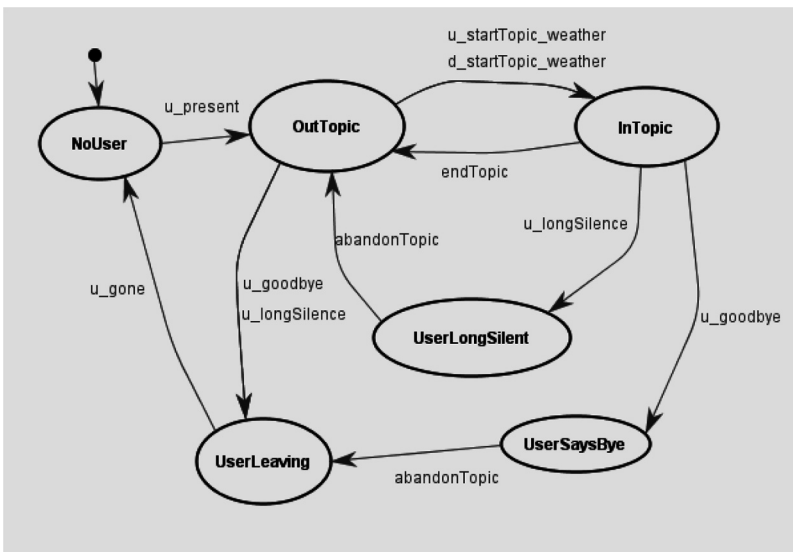 u_startTopic_weather
d_startTopic_weather
u_present
OutTopic
InTopic
NoUser
endTopic
u_longSilence
abandonTopic
u_goodbye
u_longSilence
u_gone
u_goodbye
UserLongSilent
UserSaysBye
UserLeaving
abandonTopic